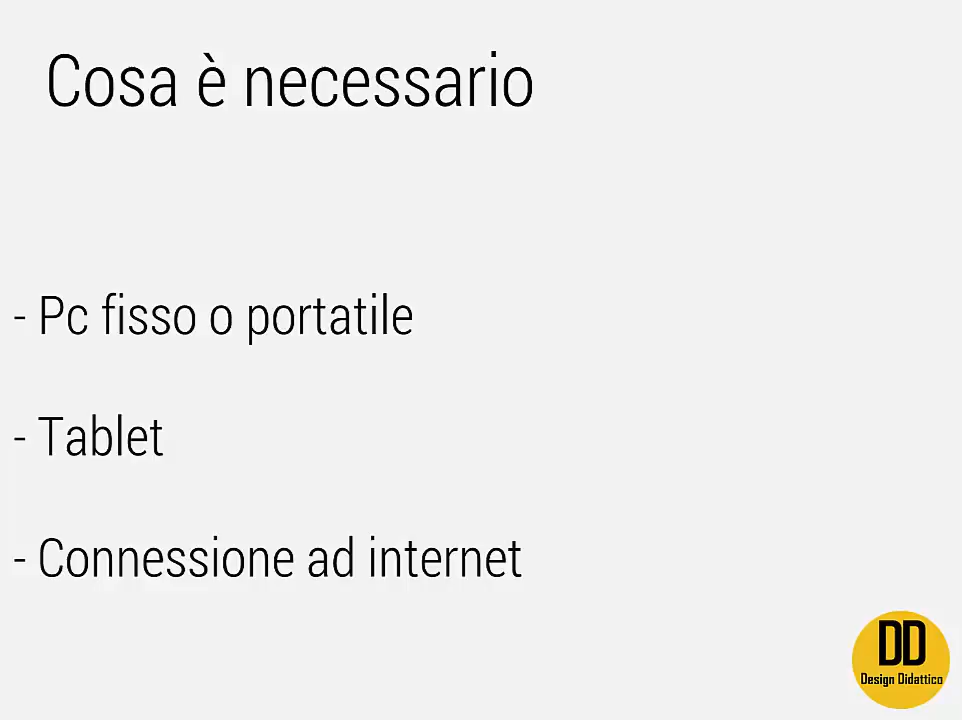 Cosa è necessario
- Pc fisso o portatile
- Tablet
- Connessione ad internet
DD
Design Didattico